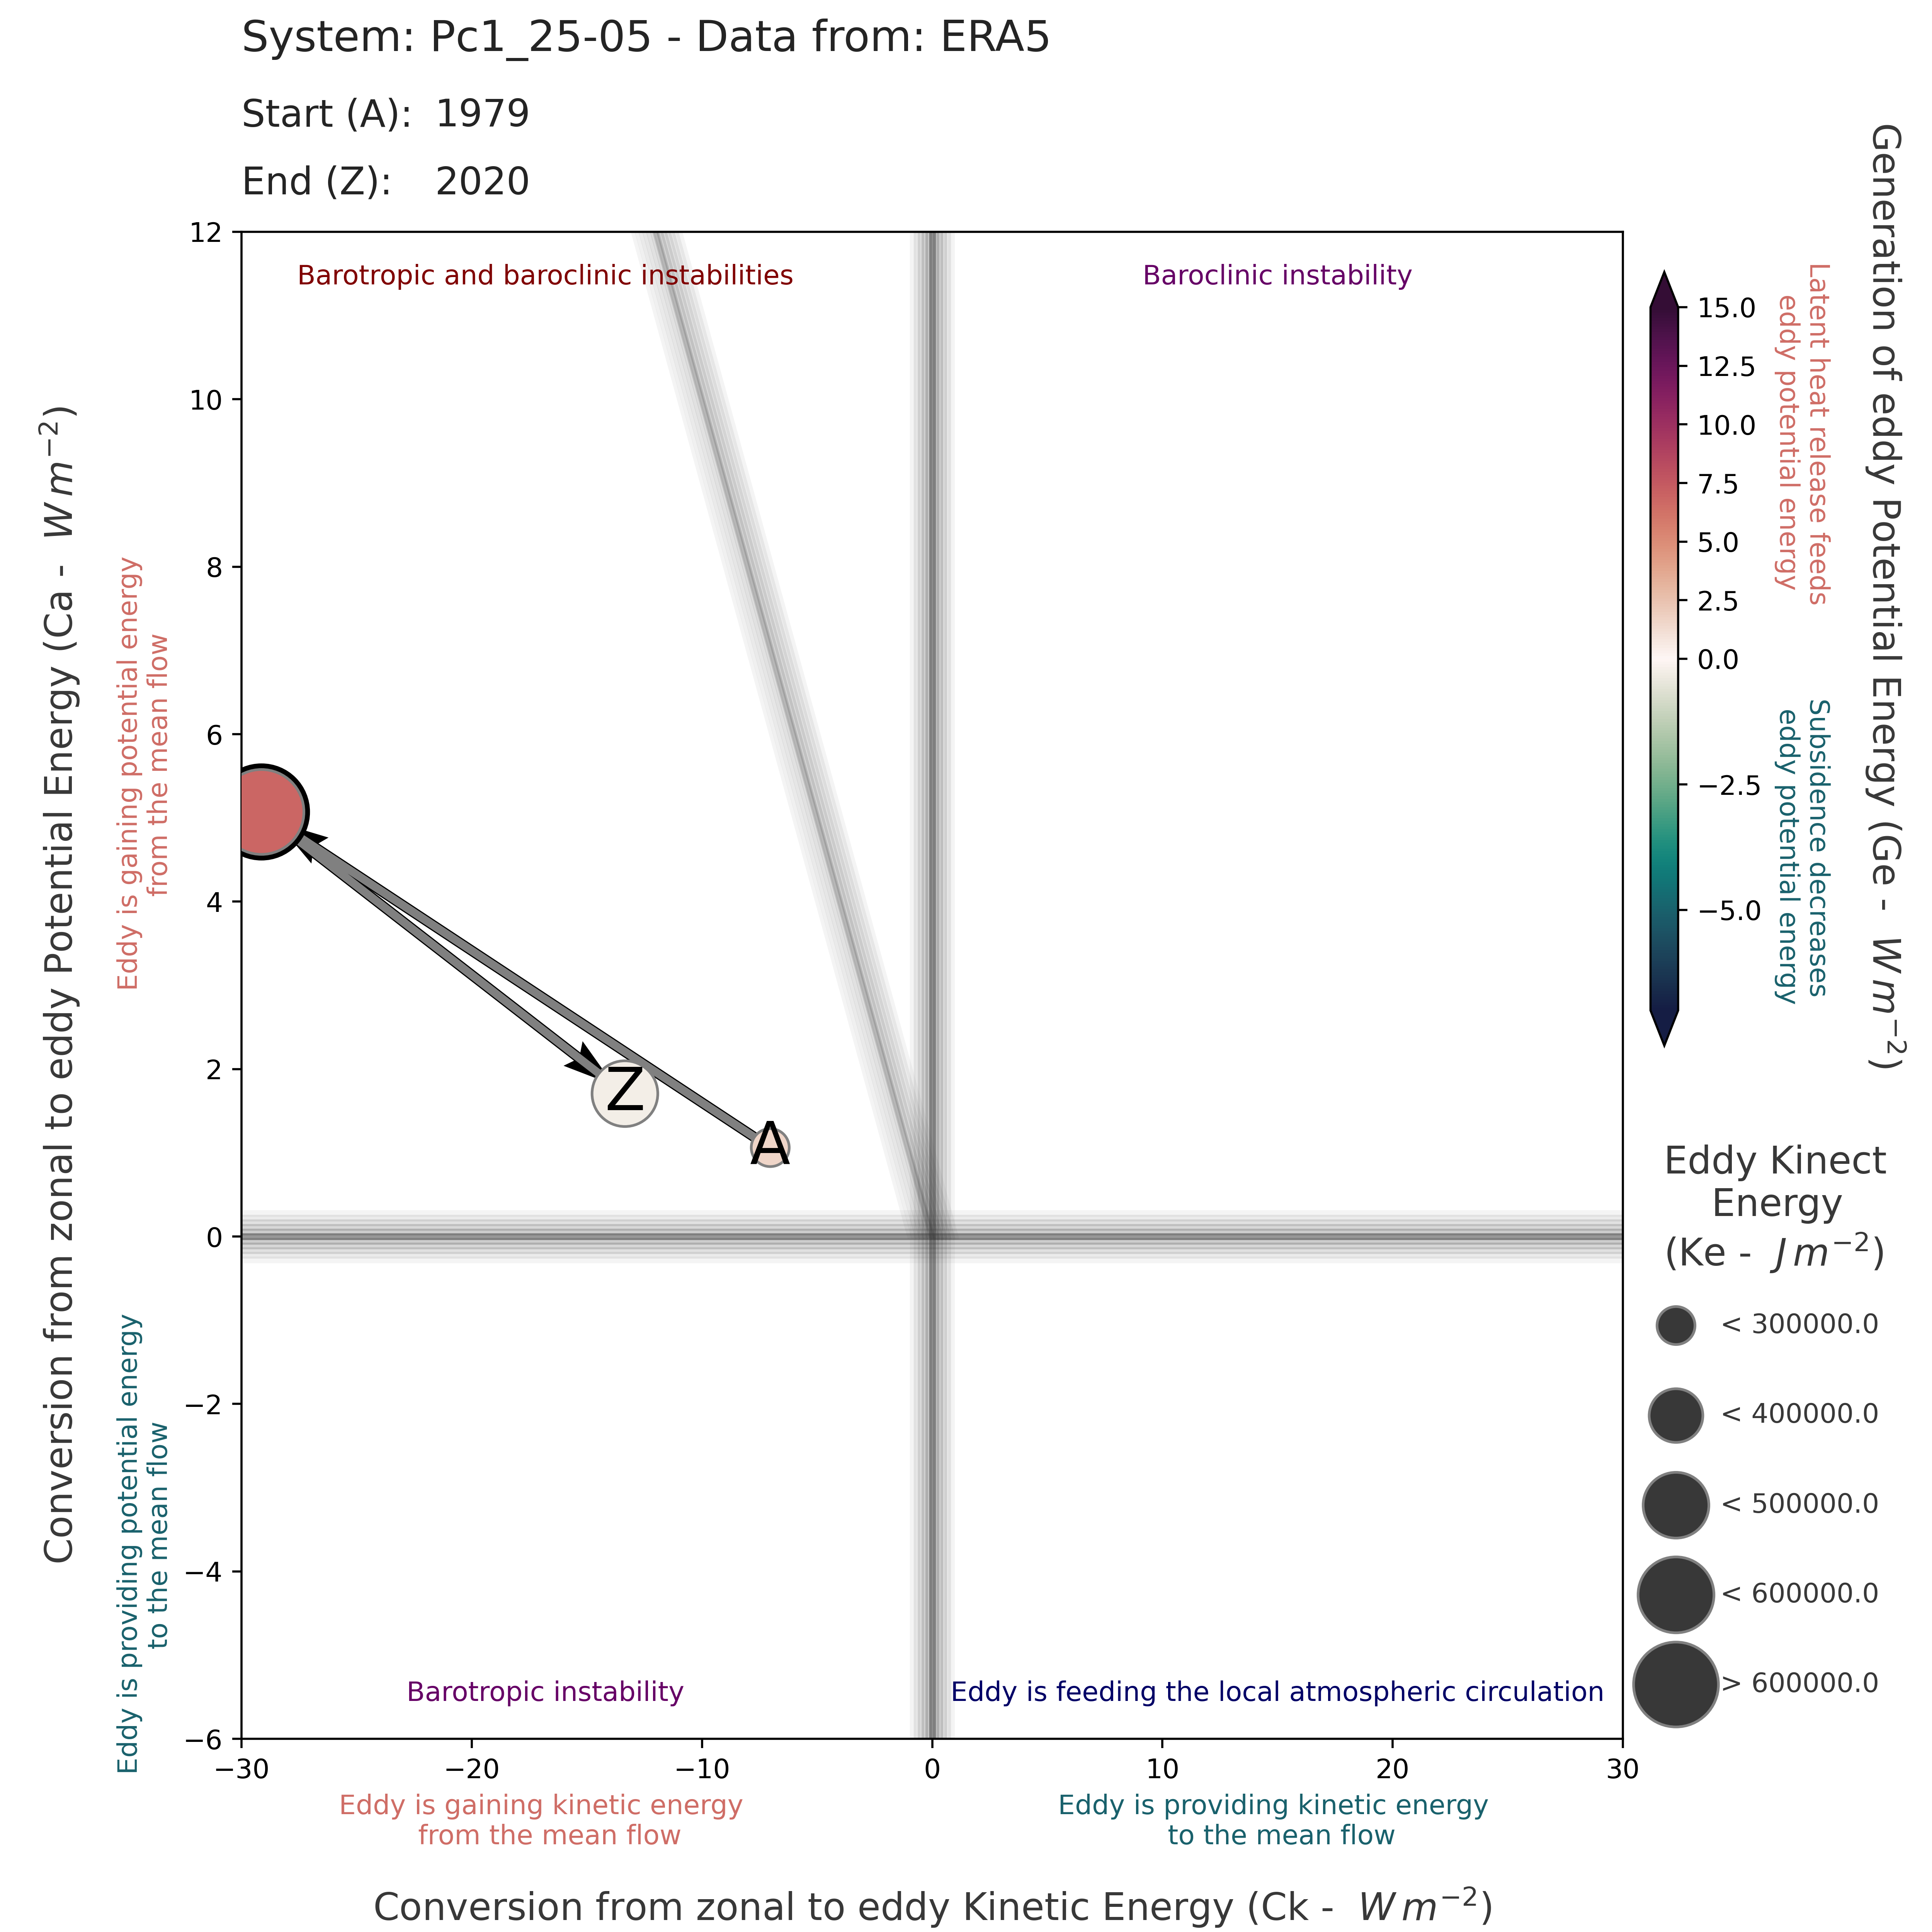 System: Pc1_25-05 - Data from: ERA5
Start (A): 1979
End (Z): 2020
Conversion from zonal to eddy Potential Energy (Ca - W m⁻²)
Eddy is gaining potential energy
from the mean flow
Eddy is providing potential energy
to the mean flow
12
10
8
6
4
2
0
−2
−4
−6
Barotropic and baroclinic instabilities
Baroclinic instability
Z
A
Barotropic instability
Eddy is feeding the local atmospheric circulation
−30
−20
−10
0
10
20
30
Eddy is gaining kinetic energy
from the mean flow
Eddy is providing kinetic energy
to the mean flow
Conversion from zonal to eddy Kinetic Energy (Ck - W m⁻²)
15.0
12.5
10.0
7.5
5.0
2.5
0.0
−2.5
−5.0
Latent heat release feeds
eddy potential energy
Subsidence decreases
eddy potential energy
Generation of eddy Potential Energy (Ge - W m⁻²)
Eddy Kinect
Energy
(Ke - J m⁻²)
< 300000.0
< 400000.0
< 500000.0
< 600000.0
> 600000.0